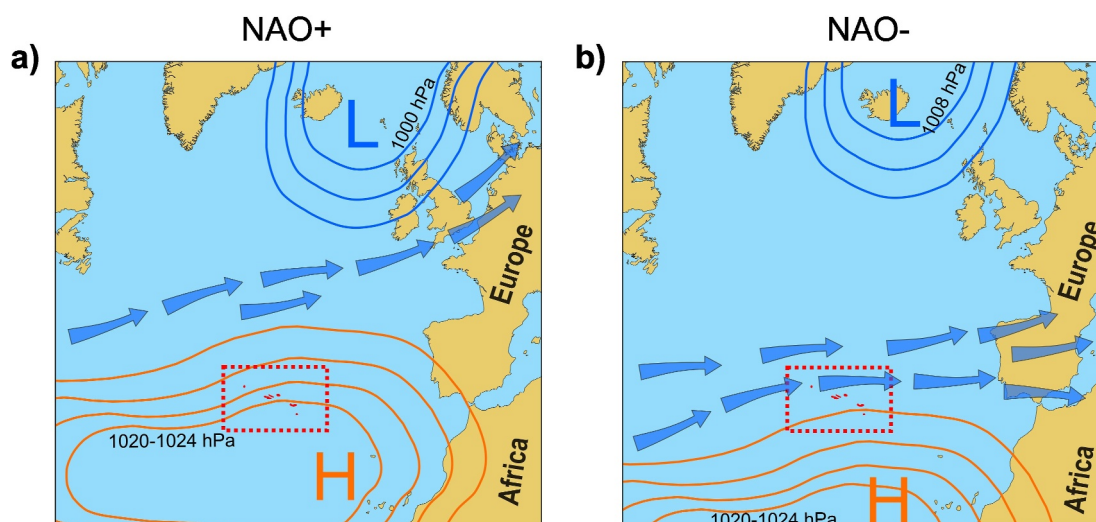 NAO+
a)
L
1000 hPa
Europe
1020-1024 hPa
H
Africa
NAO-
b)
L
1008 hPa
Europe
H
1020-1024 hPa
Africa